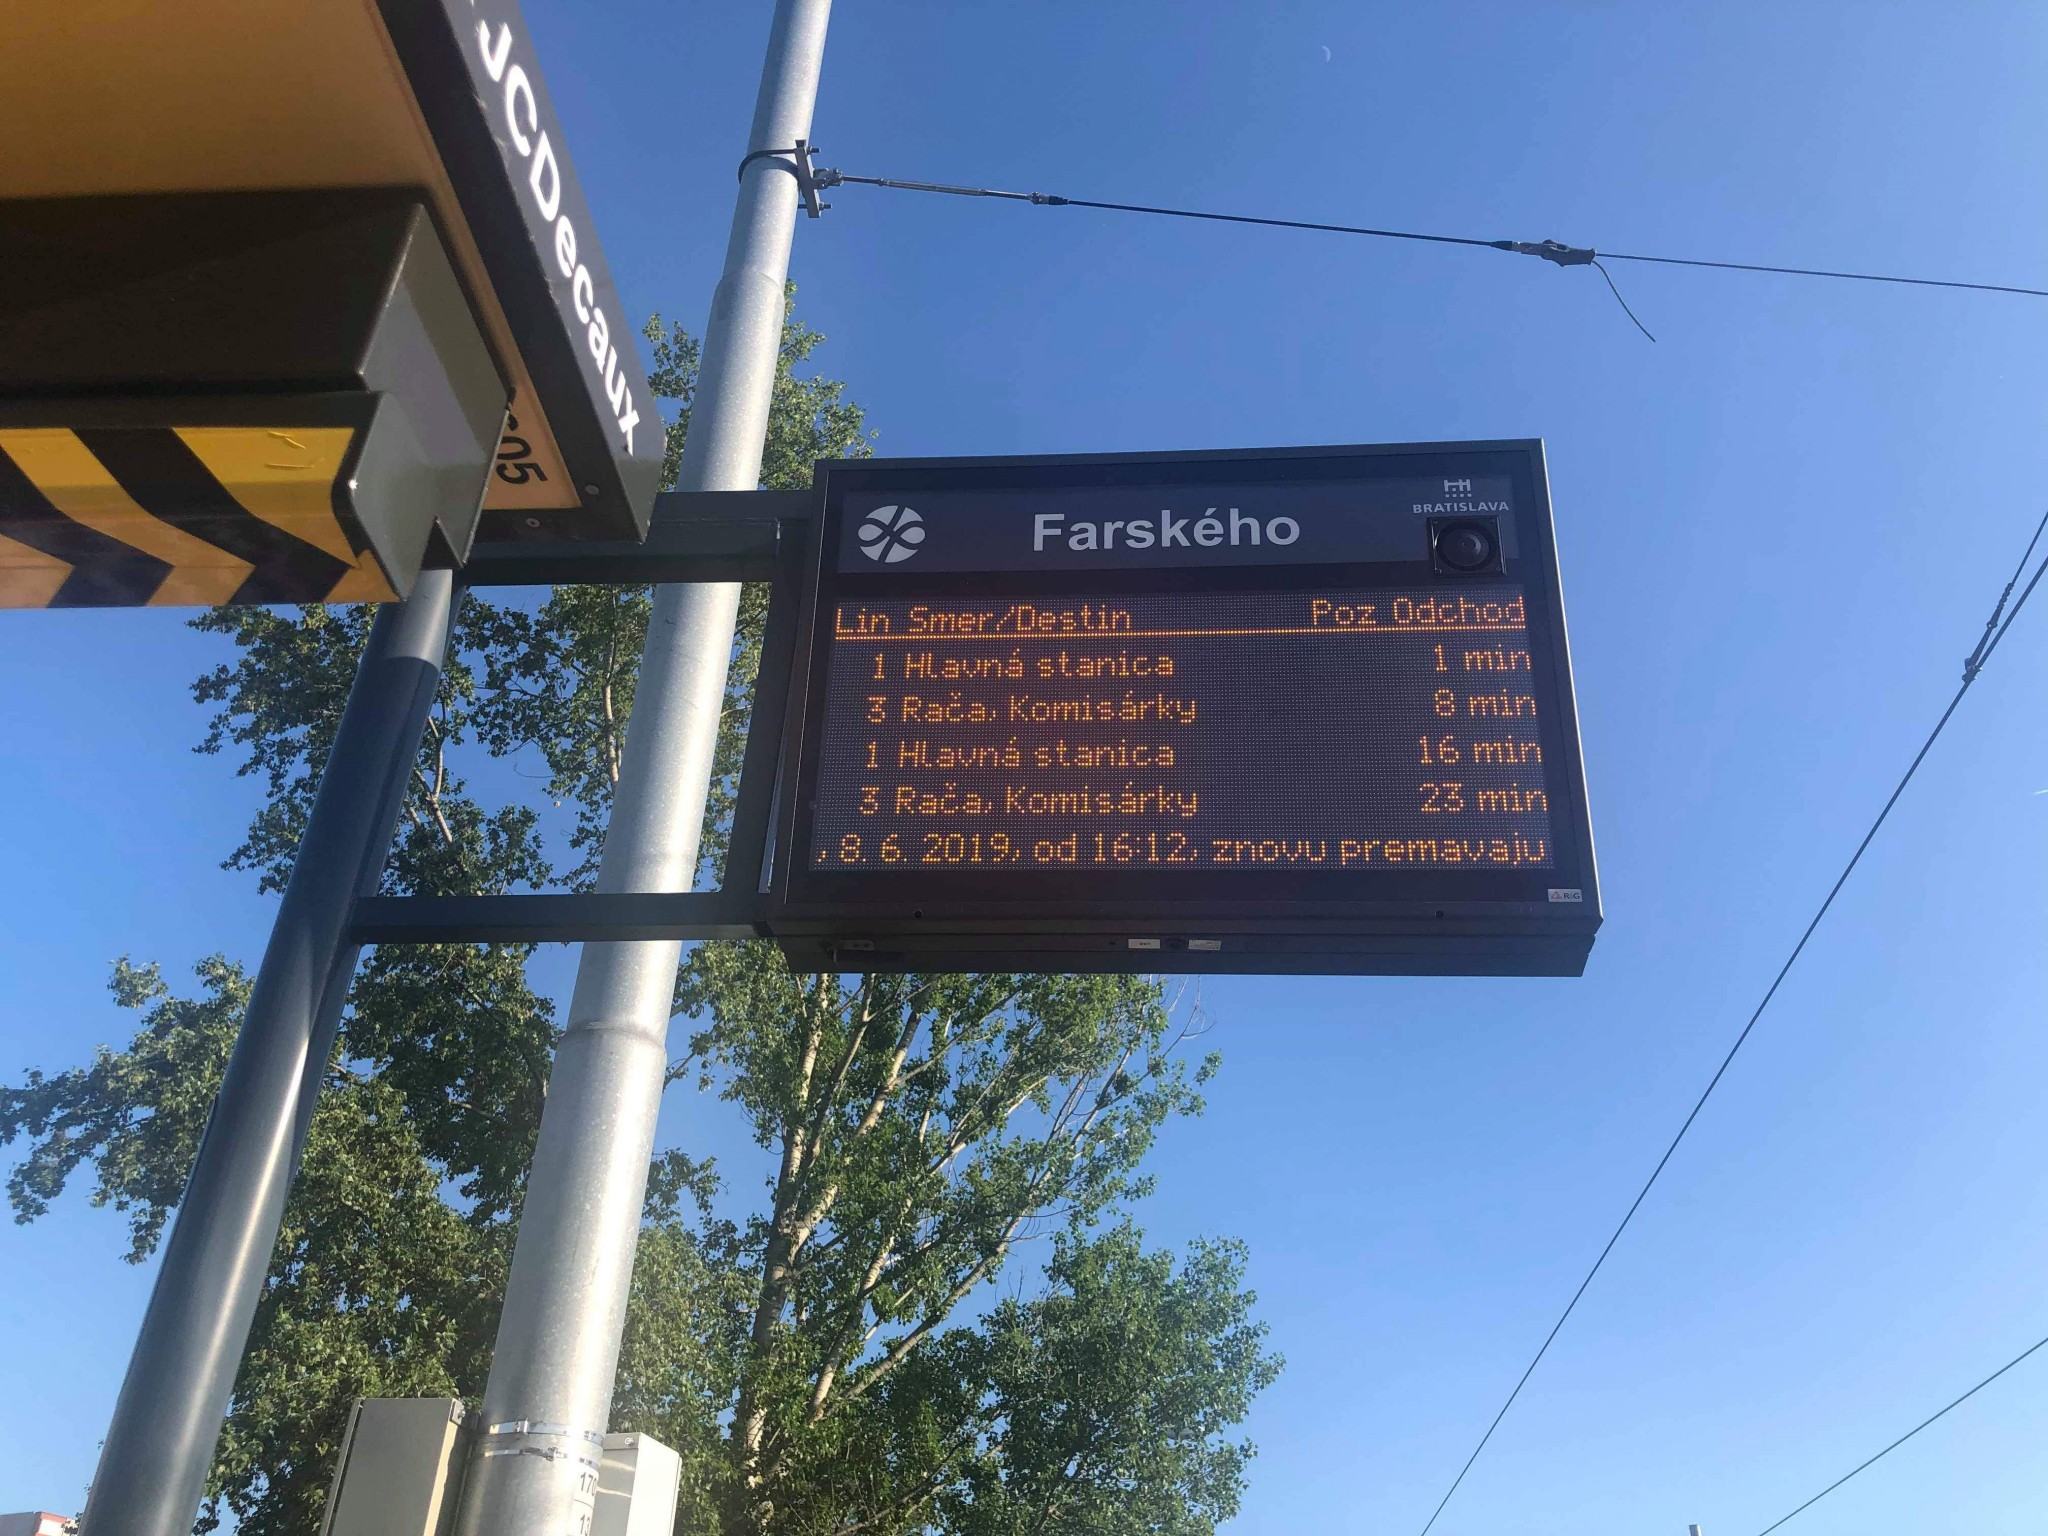 JCDecaux
Farského
BRATISLAVA
Lin Smer/Destin Poz Odchod
1 Hlavná stanica 1 min
3 Rača, Komisárky 8 min
1 Hlavná stanica 16 min
3 Rača, Komisárky 23 min
, 8. 6. 2019, od 16:12, znovu premavaju